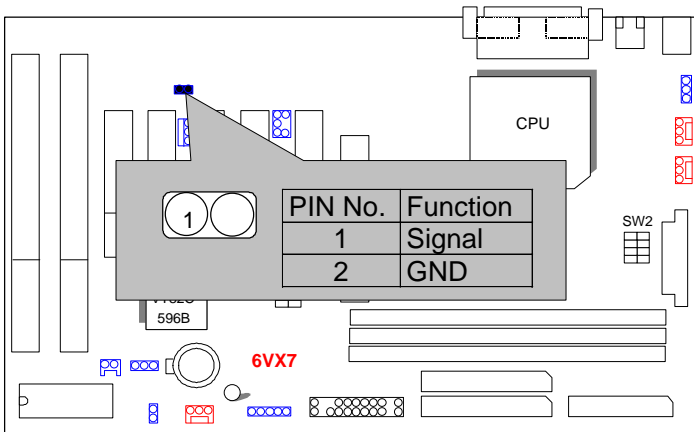 CPU
SW2
1
PIN No. Function
1 Signal
2 GND
596B
6VX7